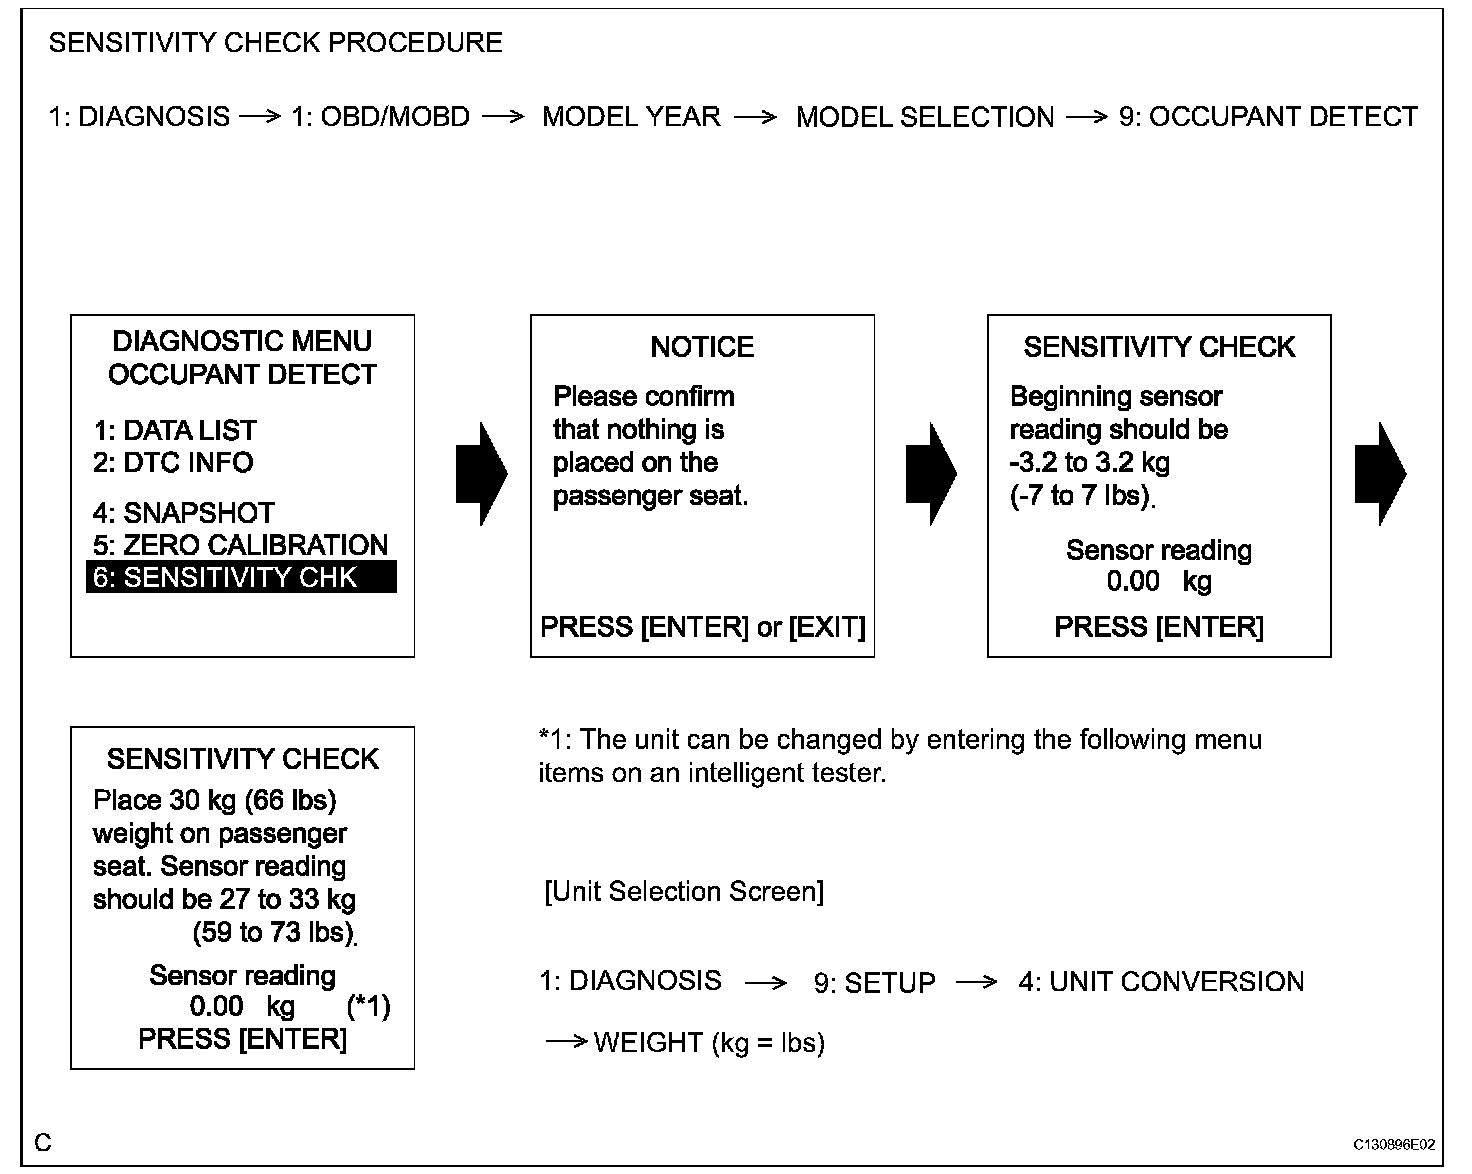 SENSITIVITY CHECK PROCEDURE
1: DIAGNOSIS → 1: OBD/MOBD → MODEL YEAR → MODEL SELECTION → 9: OCCUPANT DETECT
DIAGNOSTIC MENU
OCCUPANT DETECT
1: DATA LIST
2: DTC INFO
4: SNAPSHOT
5: ZERO CALIBRATION
6: SENSITIVITY CHK
NOTICE
Please confirm
that nothing is
placed on the
passenger seat.
PRESS [ENTER] or [EXIT]
SENSITIVITY CHECK
Beginning sensor
reading should be
-3.2 to 3.2 kg
(-7 to 7 lbs).
Sensor reading
0.00 kg
PRESS [ENTER]
SENSITIVITY CHECK
Place 30 kg (66 lbs)
weight on passenger
seat. Sensor reading
should be 27 to 33 kg
(59 to 73 lbs).
Sensor reading
0.00 kg (*1)
PRESS [ENTER]
*1: The unit can be changed by entering the following menu
items on an intelligent tester.
[Unit Selection Screen]
1: DIAGNOSIS → 9: SETUP → 4: UNIT CONVERSION
→ WEIGHT (kg = lbs)
C
C130896E02